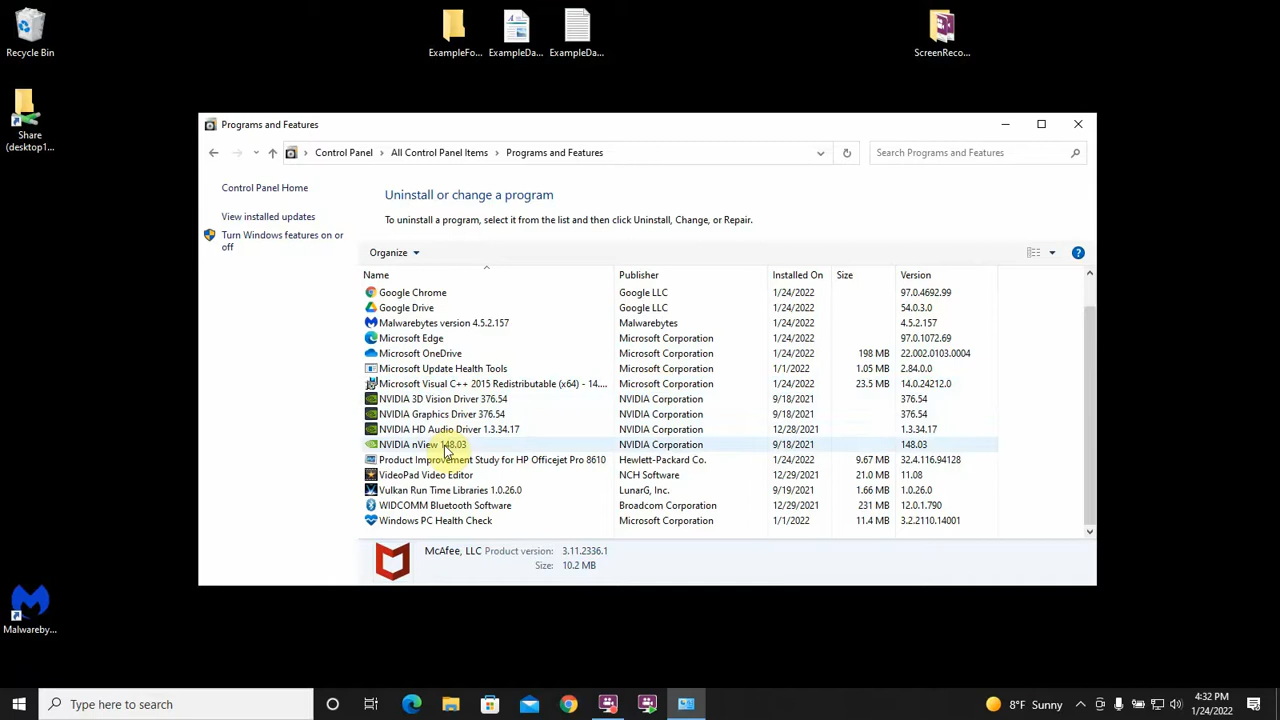 Recycle Bin
ExampleFo...
ExampleDa...
ExampleDa...
ScreenReco...
Share
(desktop1...
Programs and Features
Control Panel > All Control Panel Items > Programs and Features
Search Programs and Features
Control Panel Home
View installed updates
Turn Windows features on or
off
Uninstall or change a program
To uninstall a program, select it from the list and then click Uninstall, Change, or Repair.
Organize
Name Publisher Installed On Size Version
Google Chrome Google LLC 1/24/2022 97.0.4692.99
Google Drive Google LLC 1/24/2022 54.0.3.0
Malwarebytes version 4.5.2.157 Malwarebytes 1/24/2022 4.5.2.157
Microsoft Edge Microsoft Corporation 1/24/2022 97.0.1072.69
Microsoft OneDrive Microsoft Corporation 1/24/2022 198 MB 22.002.0103.0004
Microsoft Update Health Tools Microsoft Corporation 1/1/2022 1.05 MB 2.84.0.0
Microsoft Visual C++ 2015 Redistributable (x64) - 14.... Microsoft Corporation 1/24/2022 23.5 MB 14.0.24212.0
NVIDIA 3D Vision Driver 376.54 NVIDIA Corporation 9/18/2021 376.54
NVIDIA Graphics Driver 376.54 NVIDIA Corporation 9/18/2021 376.54
NVIDIA HD Audio Driver 1.3.34.17 NVIDIA Corporation 12/28/2021 1.3.34.17
NVIDIA nView 148.03 NVIDIA Corporation 9/18/2021 148.03
Product Improvement Study for HP Officejet Pro 8610 Hewlett-Packard Co. 1/24/2022 9.67 MB 32.4.116.94128
VideoPad Video Editor NCH Software 12/29/2021 21.0 MB 11.08
Vulkan Run Time Libraries 1.0.26.0 LunarG, Inc. 9/19/2021 1.66 MB 1.0.26.0
WIDCOMM Bluetooth Software Broadcom Corporation 12/29/2021 231 MB 12.0.1.790
Windows PC Health Check Microsoft Corporation 1/1/2022 11.4 MB 3.2.2110.14001
McAfee, LLC Product version: 3.11.2336.1
Size: 10.2 MB
Malwareby...
Type here to search
8°F Sunny
4:32 PM
1/24/2022